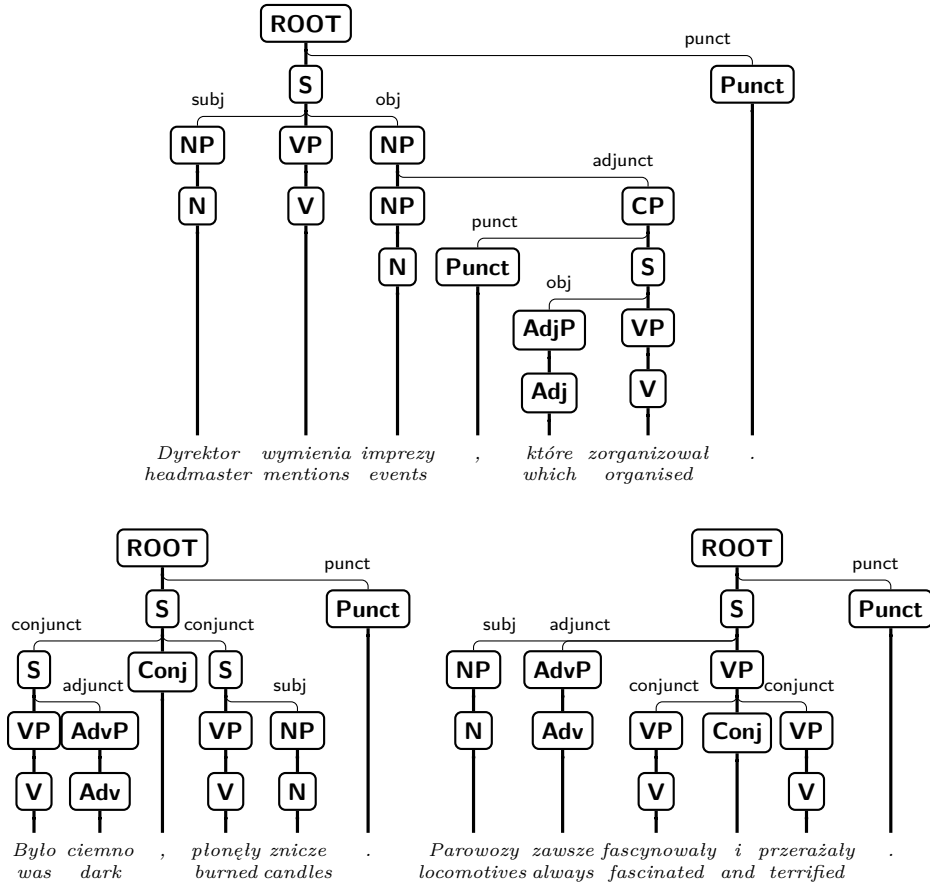 ROOT
punct
S
Punct
subj
obj
NP
VP
NP
adjunct
N
V
NP
CP
punct
N
Punct
S
obj
AdjP
VP
Adj
V
Dyrektor wymienia imprezy , które zorganizował .
headmaster mentions events which organised
ROOT
punct
S
Punct
conjunct
conjunct
S
Conj
S
adjunct
subj
VP
AdvP
VP
NP
V
Adv
V
N
Było ciemno , płonęły znicze .
was dark burned candles
ROOT
punct
S
Punct
subj
adjunct
NP
AdvP
VP
conjunct
conjunct
N
Adv
VP
Conj
VP
V
V
Parowozy zawsze fascynowały i przerażały .
locomotives always fascinated and terrified